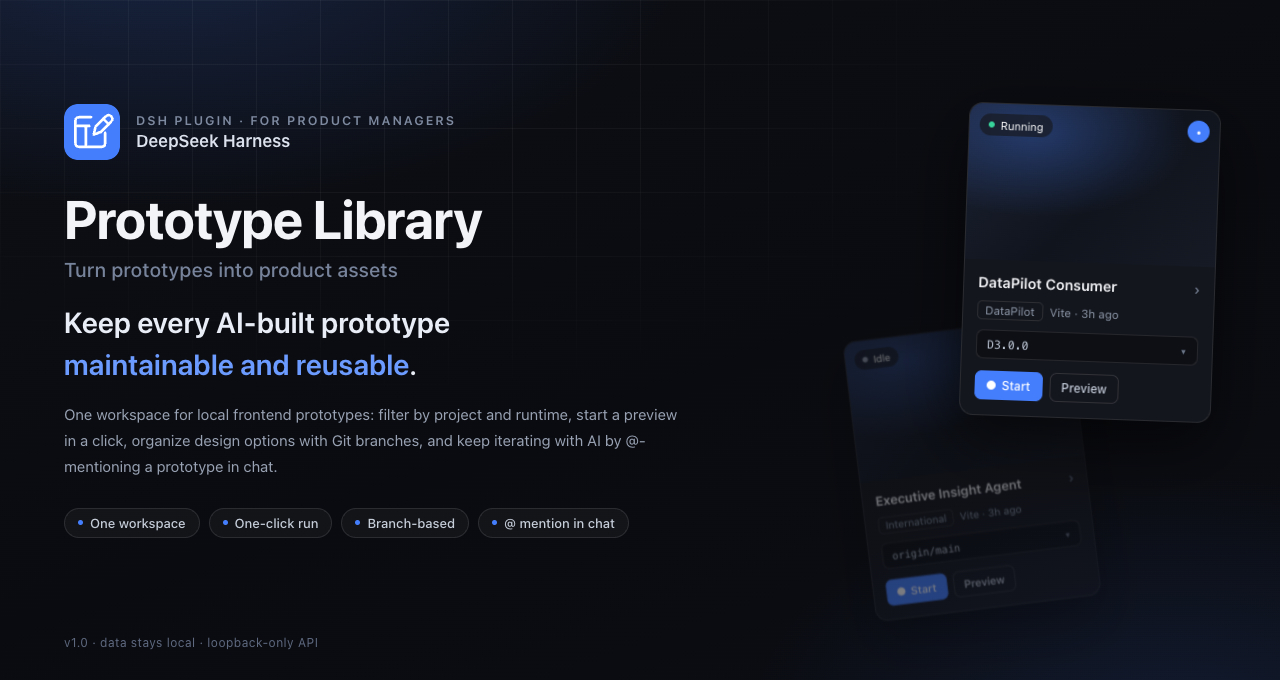 DSH PLUGIN · FOR PRODUCT MANAGERS
DeepSeek Harness
Prototype Library
Turn prototypes into product assets
Keep every AI-built prototype
maintainable and reusable.
One workspace for local frontend prototypes: filter by project and runtime, start a preview
in a click, organize design options with Git branches, and keep iterating with AI by @-
mentioning a prototype in chat.
One workspace
One-click run
Branch-based
@ mention in chat
v1.0 · data stays local · loopback-only API
Running
DataPilot Consumer
DataPilot
Vite · 3h ago
D3.0.0
Start
Preview
Idle
Executive Insight Agent
International
Vite · 3h ago
origin/main
Start
Preview